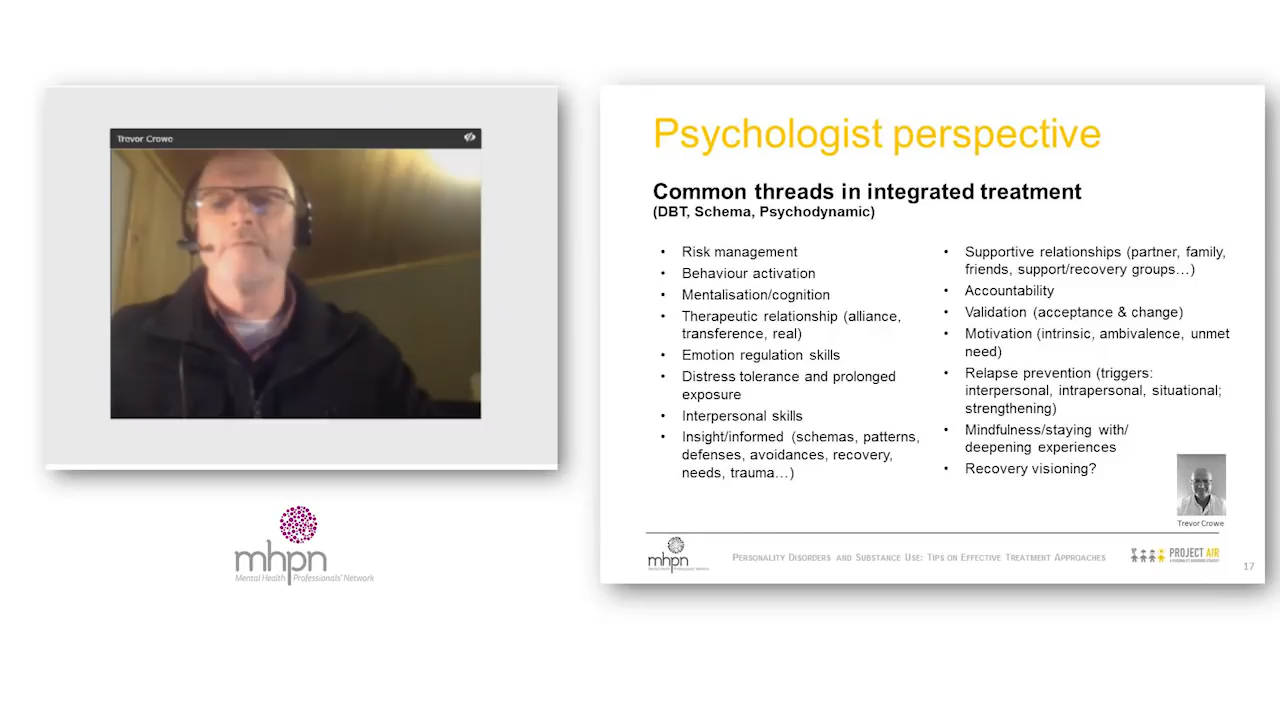 Trevor Crowe
mhpn
Mental Health Professionals' Network
Psychologist perspective
Common threads in integrated treatment
(DBT, Schema, Psychodynamic)
• Risk management
• Behaviour activation
• Mentalisation/cognition
• Therapeutic relationship (alliance,
transference, real)
• Emotion regulation skills
• Distress tolerance and prolonged
exposure
• Interpersonal skills
• Insight/informed (schemas, patterns,
defenses, avoidances, recovery,
needs, trauma…)
• Supportive relationships (partner, family,
friends, support/recovery groups…)
• Accountability
• Validation (acceptance & change)
• Motivation (intrinsic, ambivalence, unmet
need)
• Relapse prevention (triggers:
interpersonal, intrapersonal, situational;
strengthening)
• Mindfulness/staying with/
deepening experiences
• Recovery visioning?
Trevor Crowe
mhpn
PERSONALITY DISORDERS AND SUBSTANCE USE: TIPS ON EFFECTIVE TREATMENT APPROACHES
PROJECT AIR
17